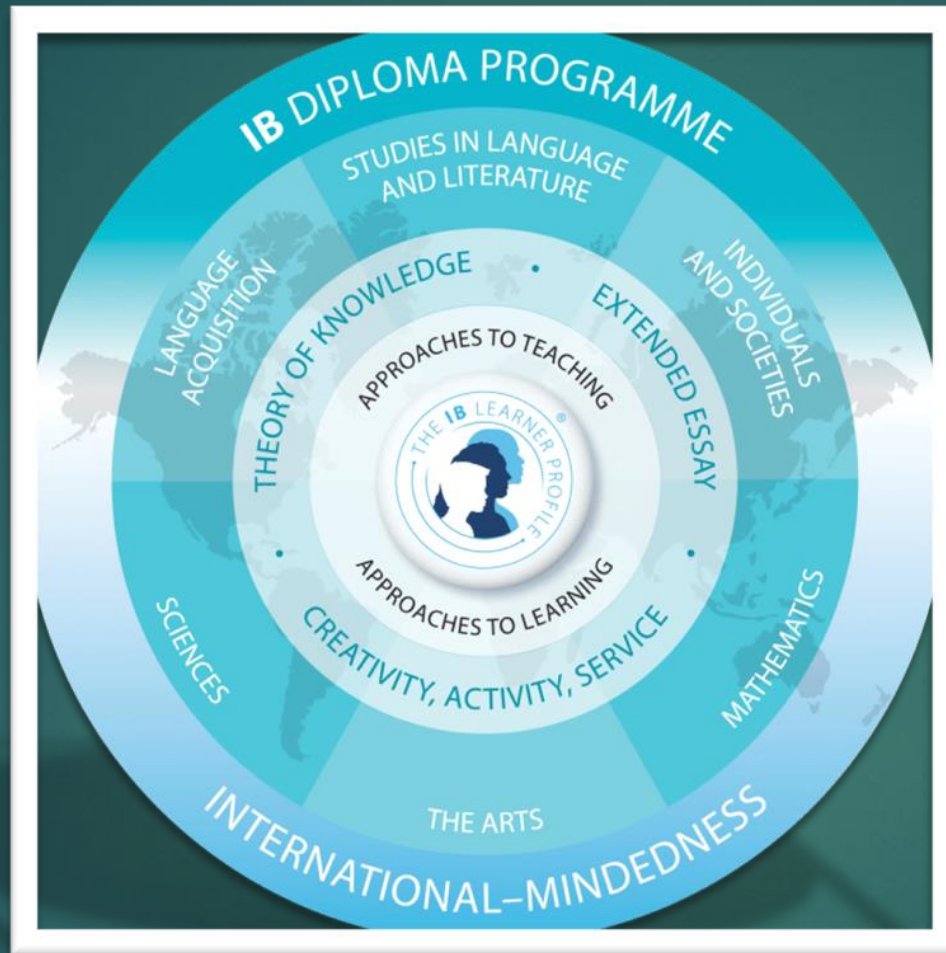 IB DIPLOMA PROGRAMME
STUDIES IN LANGUAGE
AND LITERATURE
LANGUAGE
ACQUISITION
INDIVIDUALS
AND SOCIETIES
THEORY OF KNOWLEDGE
EXTENDED ESSAY
APPROACHES TO TEACHING
THE IB LEARNER PROFILE ®
APPROACHES TO LEARNING
CREATIVITY, ACTIVITY, SERVICE
SCIENCES
MATHEMATICS
THE ARTS
INTERNATIONAL–MINDEDNESS